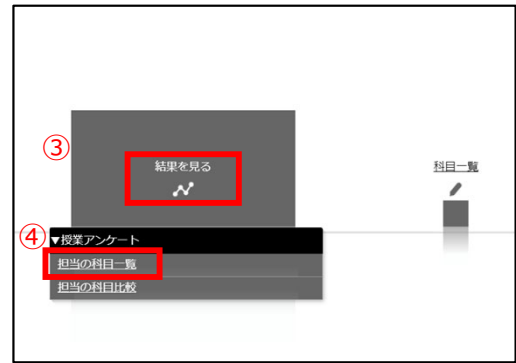 ③
結果を見る
科目一覧
④
▼授業アンケート
担当の科目一覧
担当の科目比較